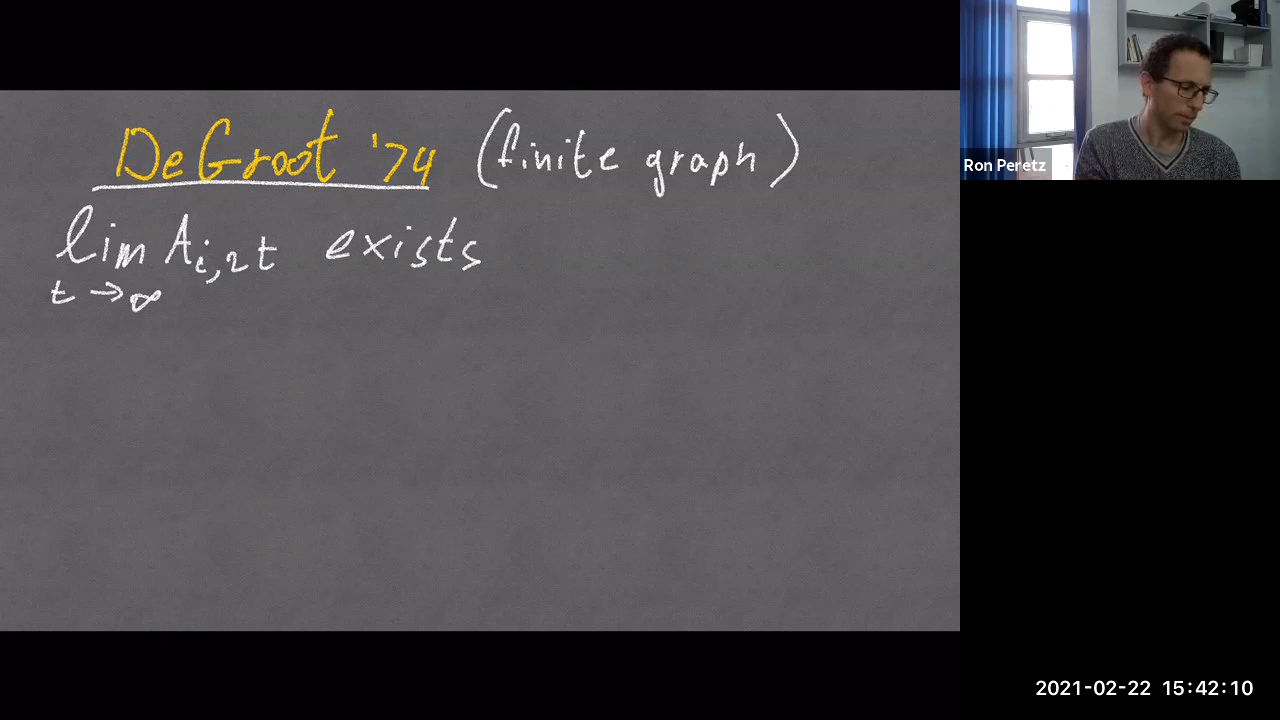 DeGroot '74 (finite graph)
lim A_{i,2t} exists
t → ∞
Ron Peretz
2021-02-22 15:42:10